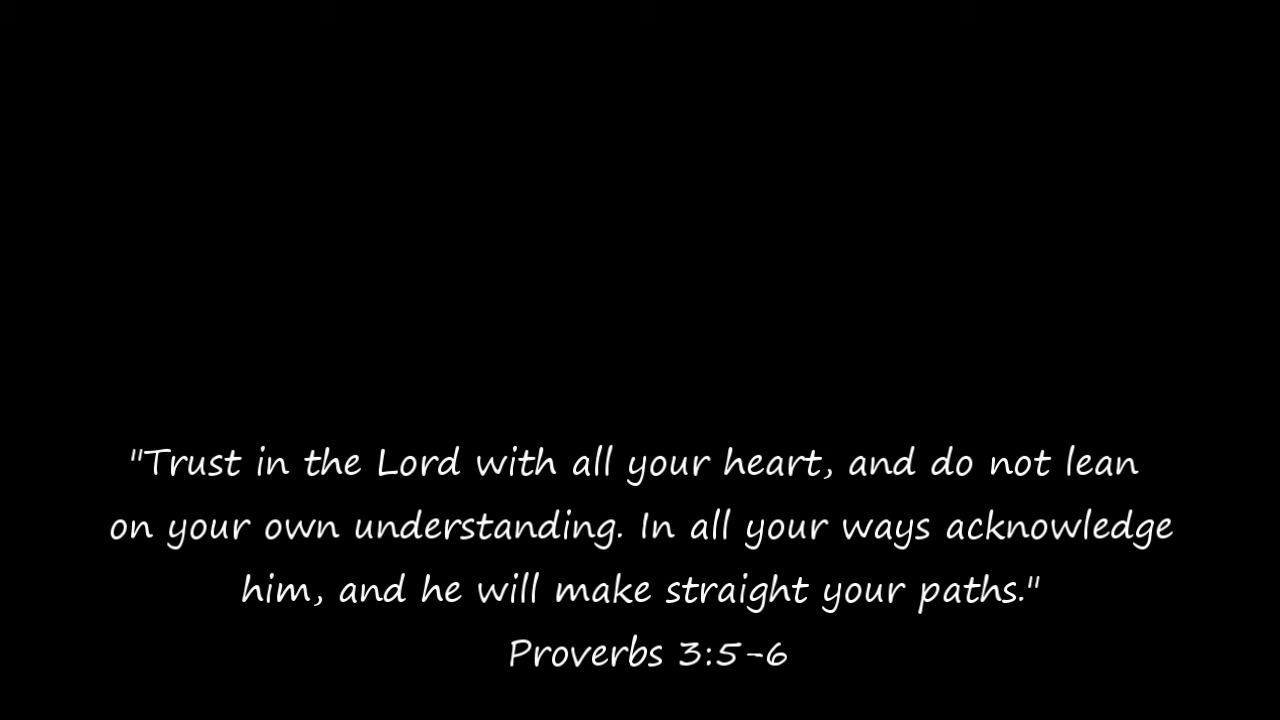 "Trust in the Lord with all your heart, and do not lean
on your own understanding. In all your ways acknowledge
him, and he will make straight your paths."
Proverbs 3:5-6